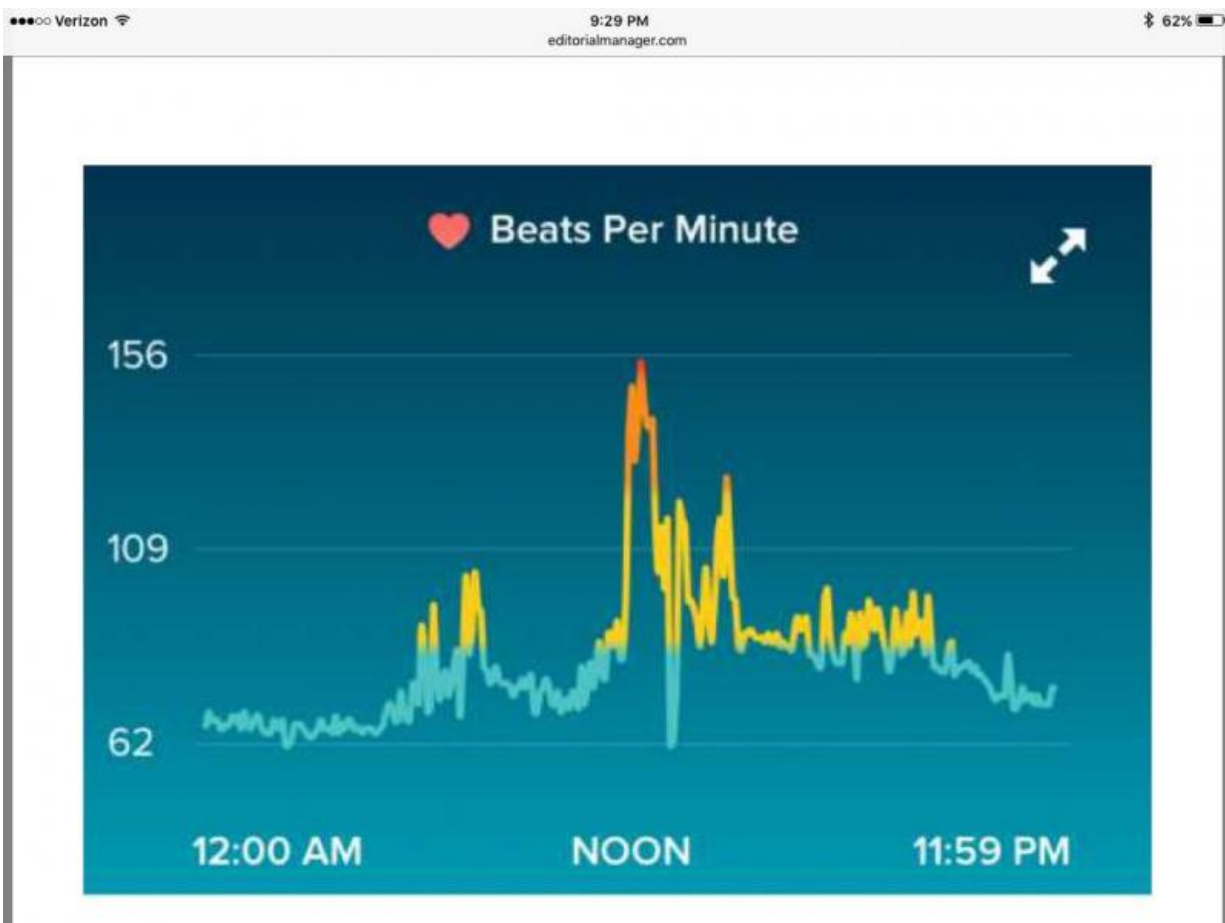 Verizon 9:29 PM 62%
editorialmanager.com
Beats Per Minute
156
109
62
12:00 AM NOON 11:59 PM